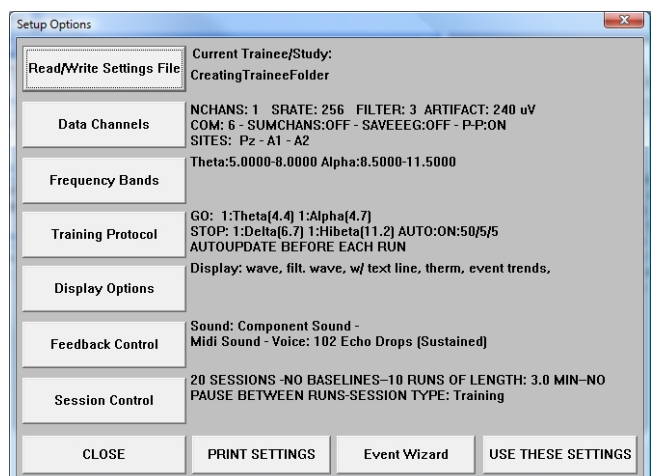 Setup Options
Read/Write Settings File
Current Trainee/Study:
CreatingTraineeFolder
Data Channels
NCHANS: 1 SRATE: 256 FILTER: 3 ARTIFACT: 240 uV
COM: 6 - SUMCHANS:OFF - SAVEEEG:OFF - P-P:ON
SITES: Pz - A1 - A2
Frequency Bands
Theta:5.0000-8.0000 Alpha:8.5000-11.5000
Training Protocol
GO: 1:Theta(4.4) 1:Alpha(4.7)
STOP: 1:Delta(6.7) 1:Hibeta(11.2) AUTO:ON:50/5/5
AUTOUPDATE BEFORE EACH RUN
Display Options
Display: wave, filt. wave, w/ text line, therm, event trends,
Feedback Control
Sound: Component Sound -
Midi Sound - Voice: 102 Echo Drops (Sustained)
Session Control
20 SESSIONS -NO BASELINES--10 RUNS OF LENGTH: 3.0 MIN--NO
PAUSE BETWEEN RUNS-SESSION TYPE: Training
CLOSE
PRINT SETTINGS
Event Wizard
USE THESE SETTINGS